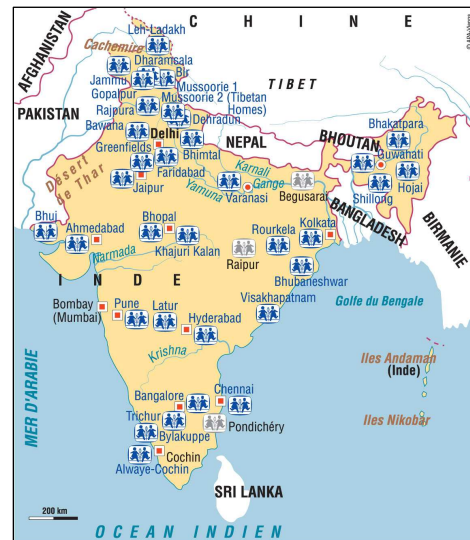 C H I N E
AFGHANISTAN
Leh-Ladakh
Cachemire
Dharamsala
Bir
Jammu
Gopalpur
Mussoorie 1
TIBET
Mussoorie 2 (Tibetan
Homes)
PAKISTAN
Rajpura
Dehradun
Bawana
Delhi
NEPAL
BHOUTAN
Bhakatpara
Greenfields
Bhimtal
Guwahati
Désert
de Thar
Faridabad
Karnali
Gange
Yamuna
Jaipur
Varanasi
Begusarai
Shillong
Hojai
BANGLADESH
BIRMANIE
Bhuj
Ahmedabad
Bhopal
Rourkela
Kolkata
Narmada
Khajuri Kalan
Raipur
I N D E
Bhubaneshwar
Golfe du Bengale
Bombay
(Mumbai)
Pune
Latur
Hyderabad
Visakhapatnam
Krishna
MER D'ARABIE
Iles Andaman
(Inde)
Bangalore
Chennai
Iles Nikobar
Trichur
Bylakuppe
Pondichéry
Cochin
Alwaye-Cochin
SRI LANKA
200 km
OCEAN INDIEN